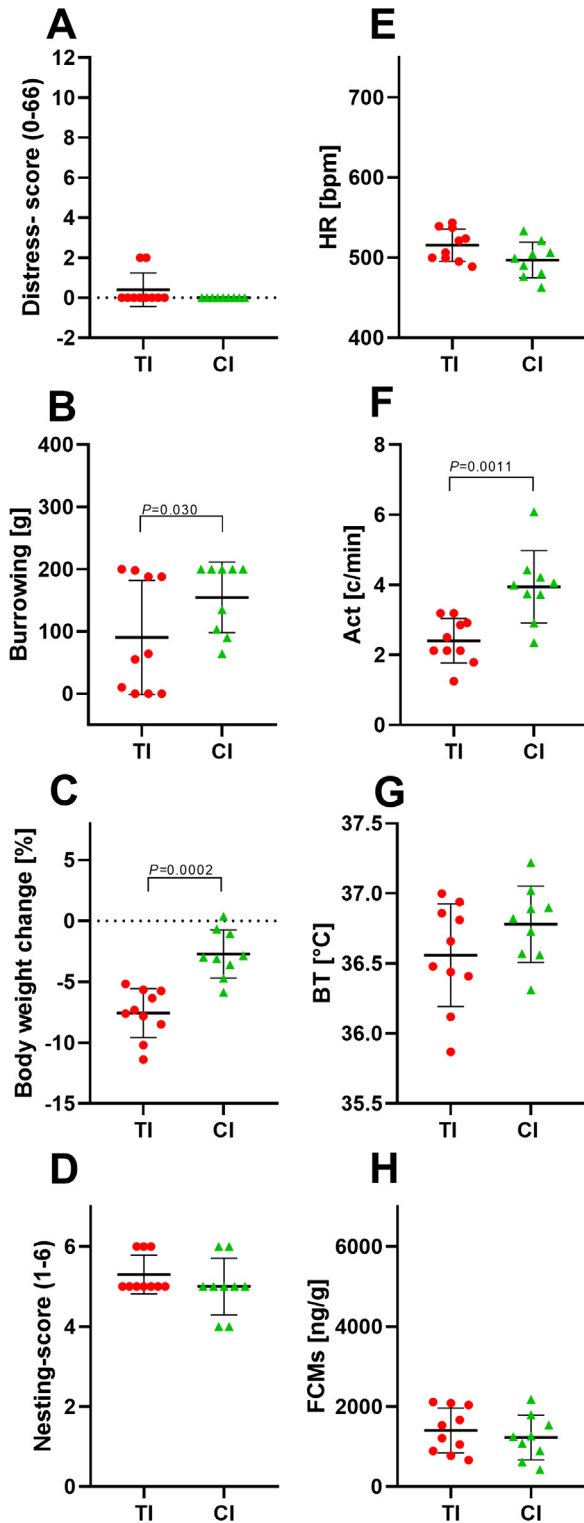 A
Distress- score (0-66)
12
10
8
6
4
2
0
-2
TI
CI
E
HR [bpm]
700
600
500
400
TI
CI
B
Burrowing [g]
400
300
200
100
0
P=0.030
TI
CI
F
Act [c/min]
8
6
4
2
0
P=0.0011
TI
CI
C
Body weight change [%]
5
0
-5
-10
-15
P=0.0002
TI
CI
G
BT [°C]
37.5
37.0
36.5
36.0
35.5
TI
CI
D
Nesting-score (1-6)
6
4
2
0
TI
CI
H
FCMs [ng/g]
6000
4000
2000
0
TI
CI